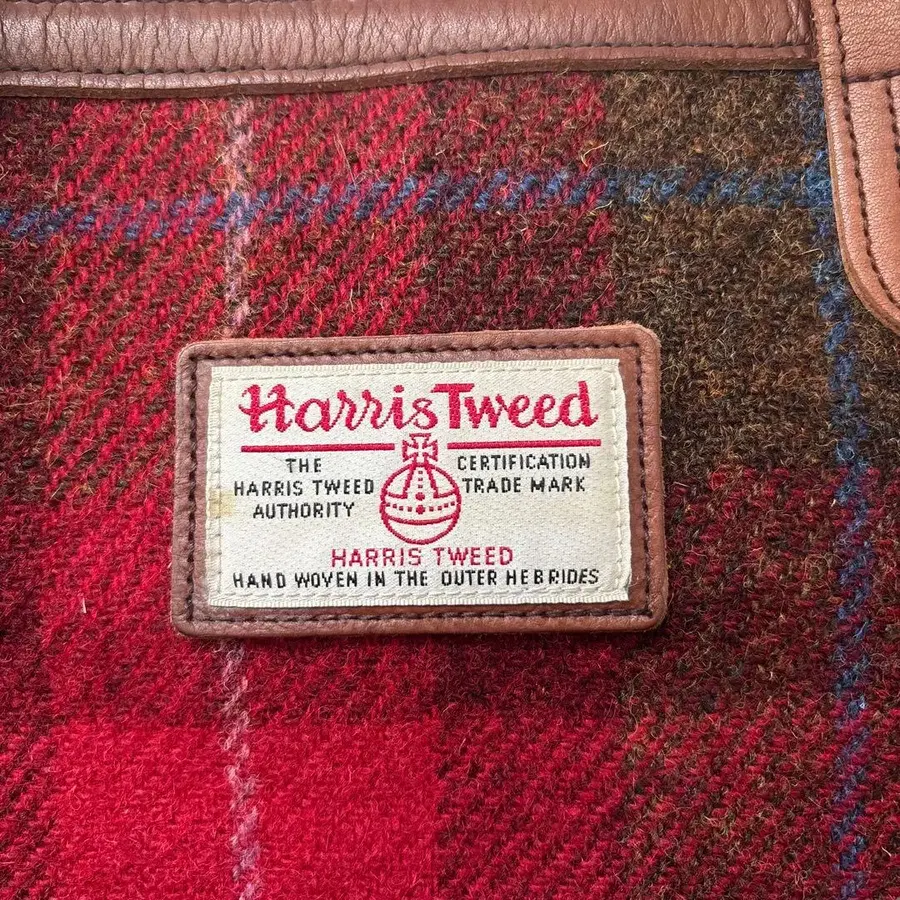 Harris Tweed
THE HARRIS TWEED AUTHORITY
CERTIFICATION TRADE MARK
HARRIS TWEED
HAND WOVEN IN THE OUTER HEBRIDES